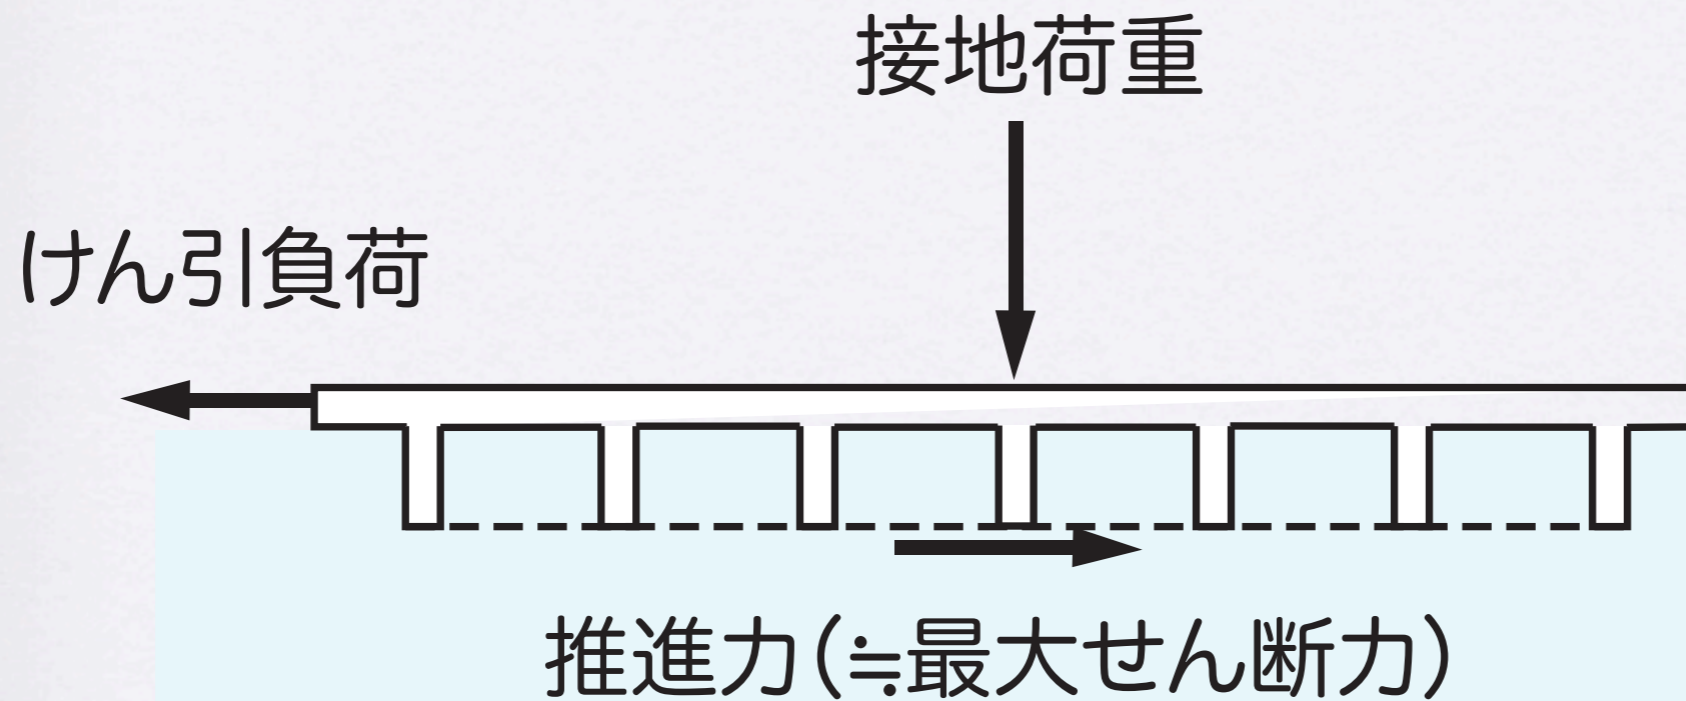 接地荷重
けん引負荷
推進力(≒最大せん断力)